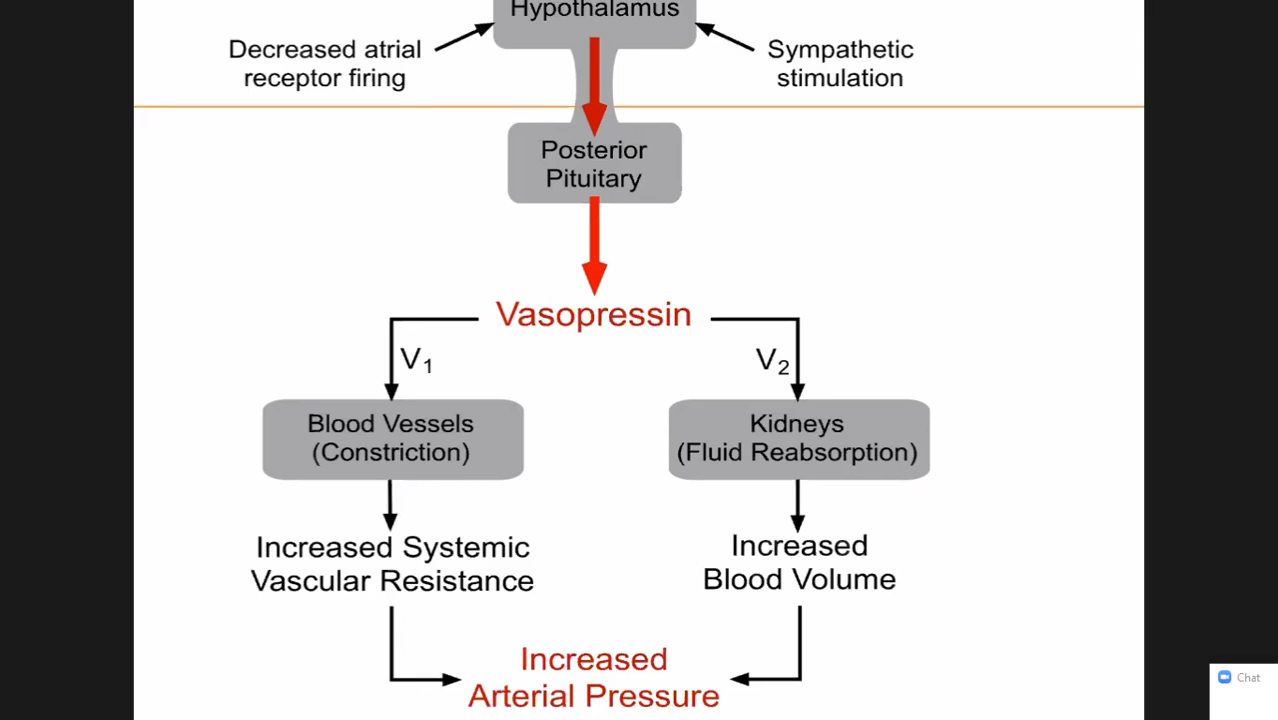 Hypothalamus
Decreased atrial
receptor firing
Sympathetic
stimulation
Posterior
Pituitary
Vasopressin
V1
V2
Blood Vessels
(Constriction)
Kidneys
(Fluid Reabsorption)
Increased Systemic
Vascular Resistance
Increased
Blood Volume
Increased
Arterial Pressure
Chat